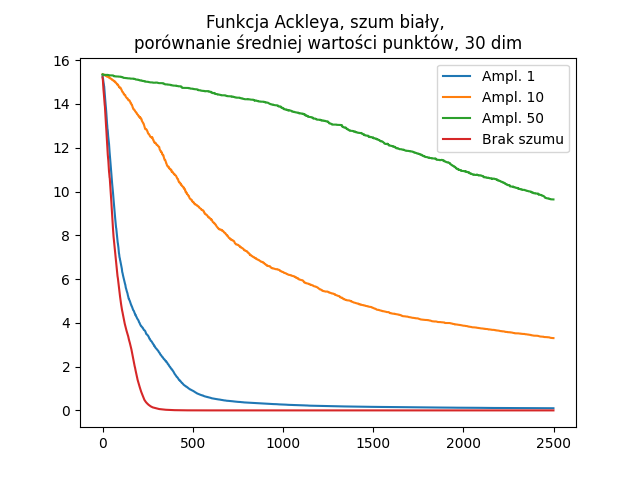 Funkcja Ackleya, szum biały,
porównanie średniej wartości punktów, 30 dim
16
14
12
10
8
6
4
2
0
Ampl. 1
Ampl. 10
Ampl. 50
Brak szumu
0 500 1000 1500 2000 2500